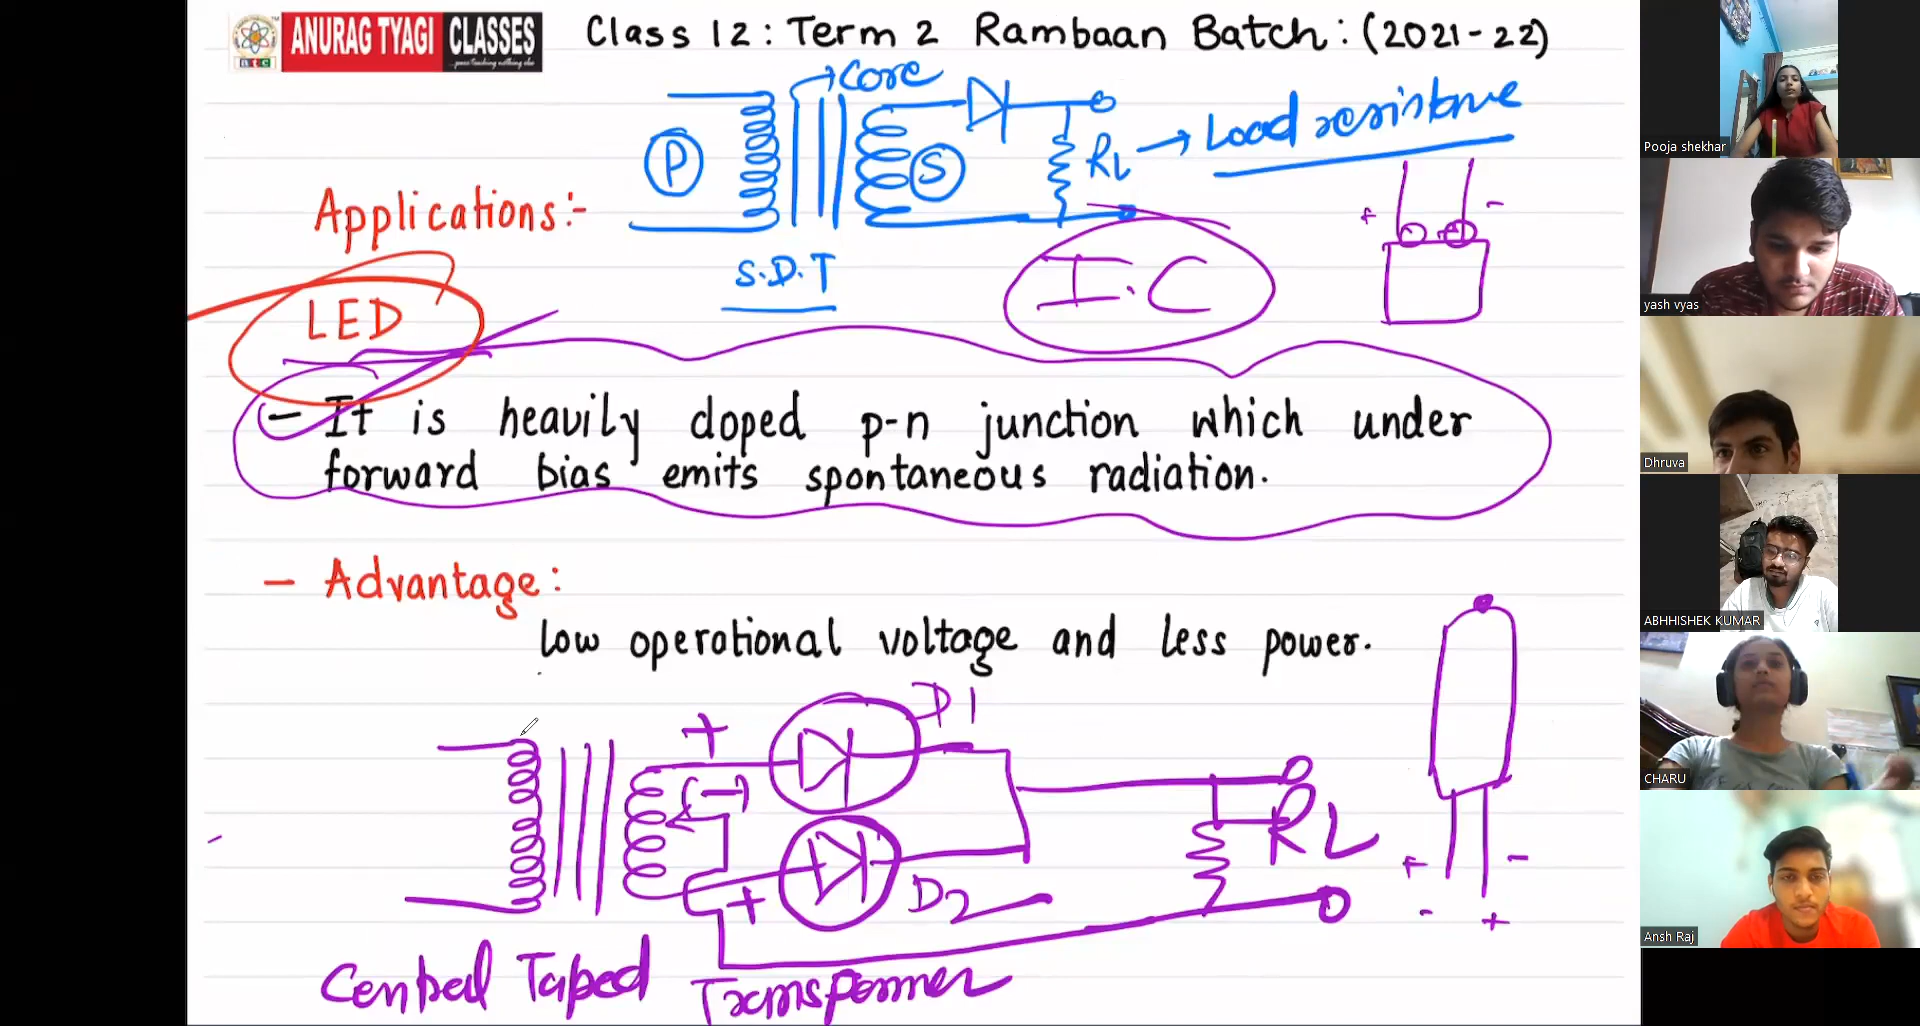 ANURAG TYAGI CLASSES
Class 12 : Term 2 Rambaan Batch : (2021-22)
Core
P
S
RL → Load resistance
Applications:-
S.D.T
I.C
+ -
LED
- It is heavily doped p-n junction which under
forward bias emits spontaneous radiation.
- Advantage:
low operational voltage and less power.
D1
+
(-)
RL
+
D2
+ -
- +
Central Taped Transformer
Pooja shekhar
yash vyas
Dhruva
ABHHISHEK KUMAR
CHARU
Ansh Raj